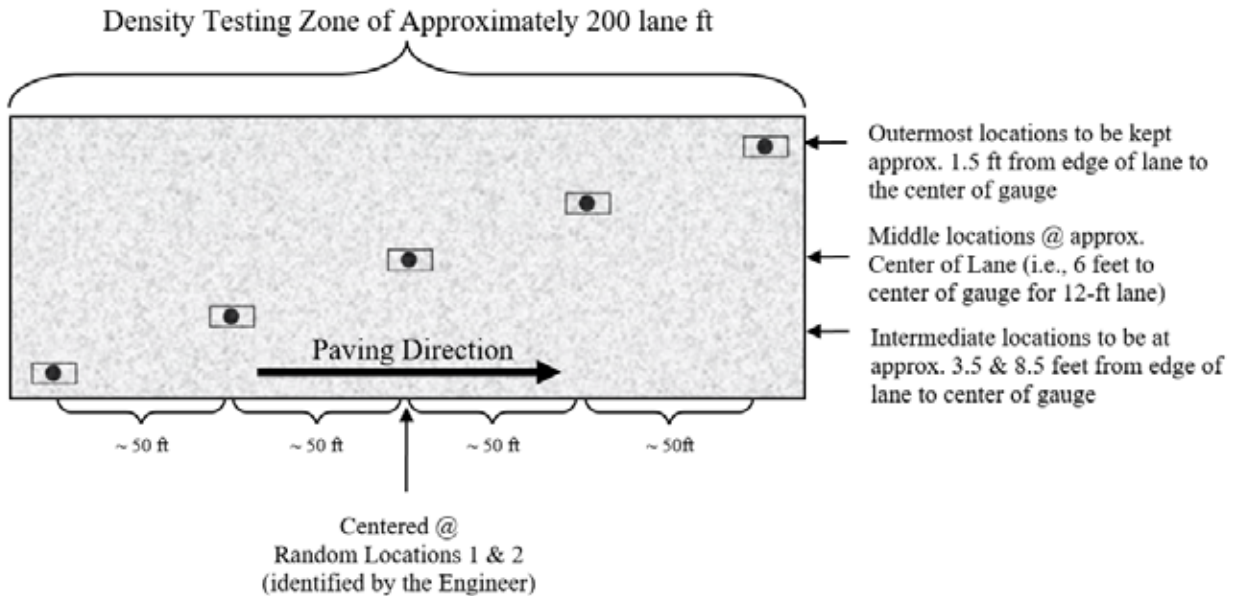 Density Testing Zone of Approximately 200 lane ft
Outermost locations to be kept
approx. 1.5 ft from edge of lane to
the center of gauge
Middle locations @ approx.
Center of Lane (i.e., 6 feet to
center of gauge for 12-ft lane)
Intermediate locations to be at
approx. 3.5 & 8.5 feet from edge of
lane to center of gauge
Paving Direction
~ 50 ft
~ 50 ft
~ 50 ft
~ 50ft
Centered @
Random Locations 1 & 2
(identified by the Engineer)